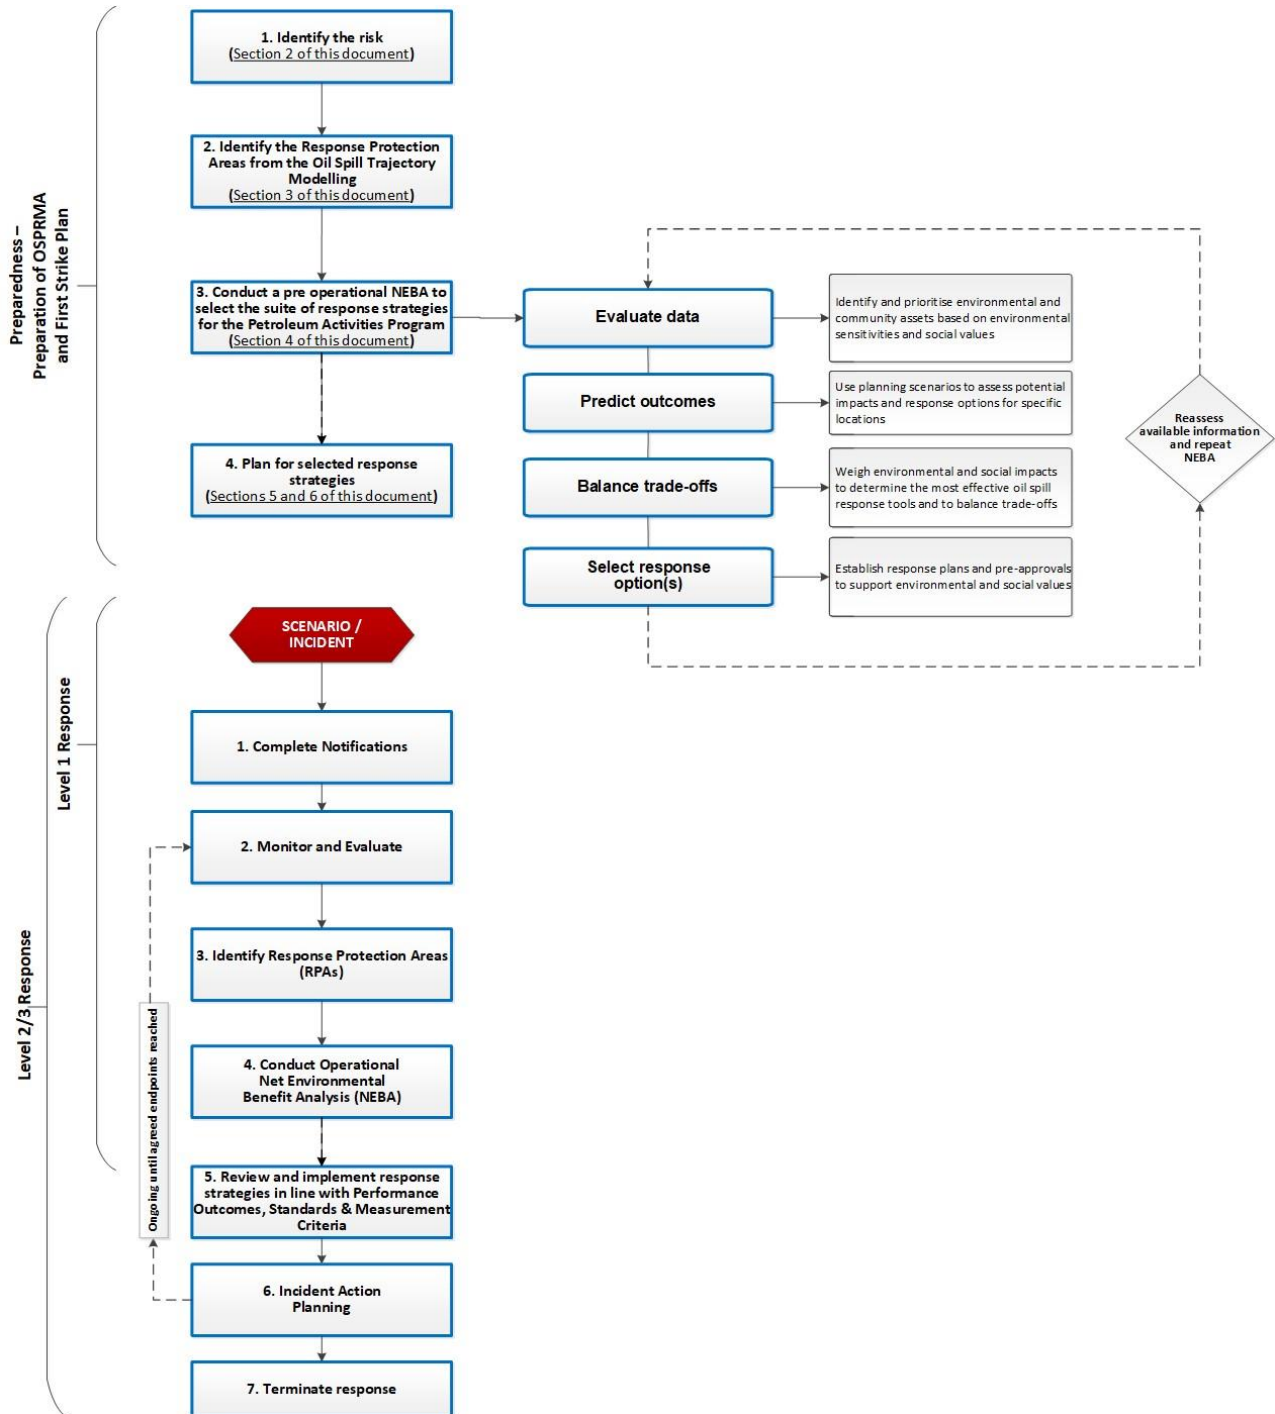 Preparedness –
Preparation of OSPRMA
and First Strike Plan
1. Identify the risk
(Section 2 of this document)
2. Identify the Response Protection
Areas from the Oil Spill Trajectory
Modelling
(Section 3 of this document)
3. Conduct a pre operational NEBA to
select the suite of response strategies
for the Petroleum Activities Program
(Section 4 of this document)
4. Plan for selected response
strategies
(Sections 5 and 6 of this document)
Evaluate data
Identify and prioritise environmental and
community assets based on environmental
sensitivities and social values
Predict outcomes
Use planning scenarios to assess potential
impacts and response options for specific
locations
Balance trade-offs
Weigh environmental and social impacts
to determine the most effective oil spill
response tools and to balance trade-offs
Select response
option(s)
Establish response plans and pre-approvals
to support environmental and social values
Reassess
available information
and repeat
NEBA
Level 2/3 Response
Level 1 Response
SCENARIO /
INCIDENT
1. Complete Notifications
2. Monitor and Evaluate
3. Identify Response Protection Areas
(RPAs)
4. Conduct Operational
Net Environmental
Benefit Analysis (NEBA)
5. Review and implement response
strategies in line with Performance
Outcomes, Standards & Measurement
Criteria
6. Incident Action
Planning
7. Terminate response
Ongoing until agreed endpoints reached